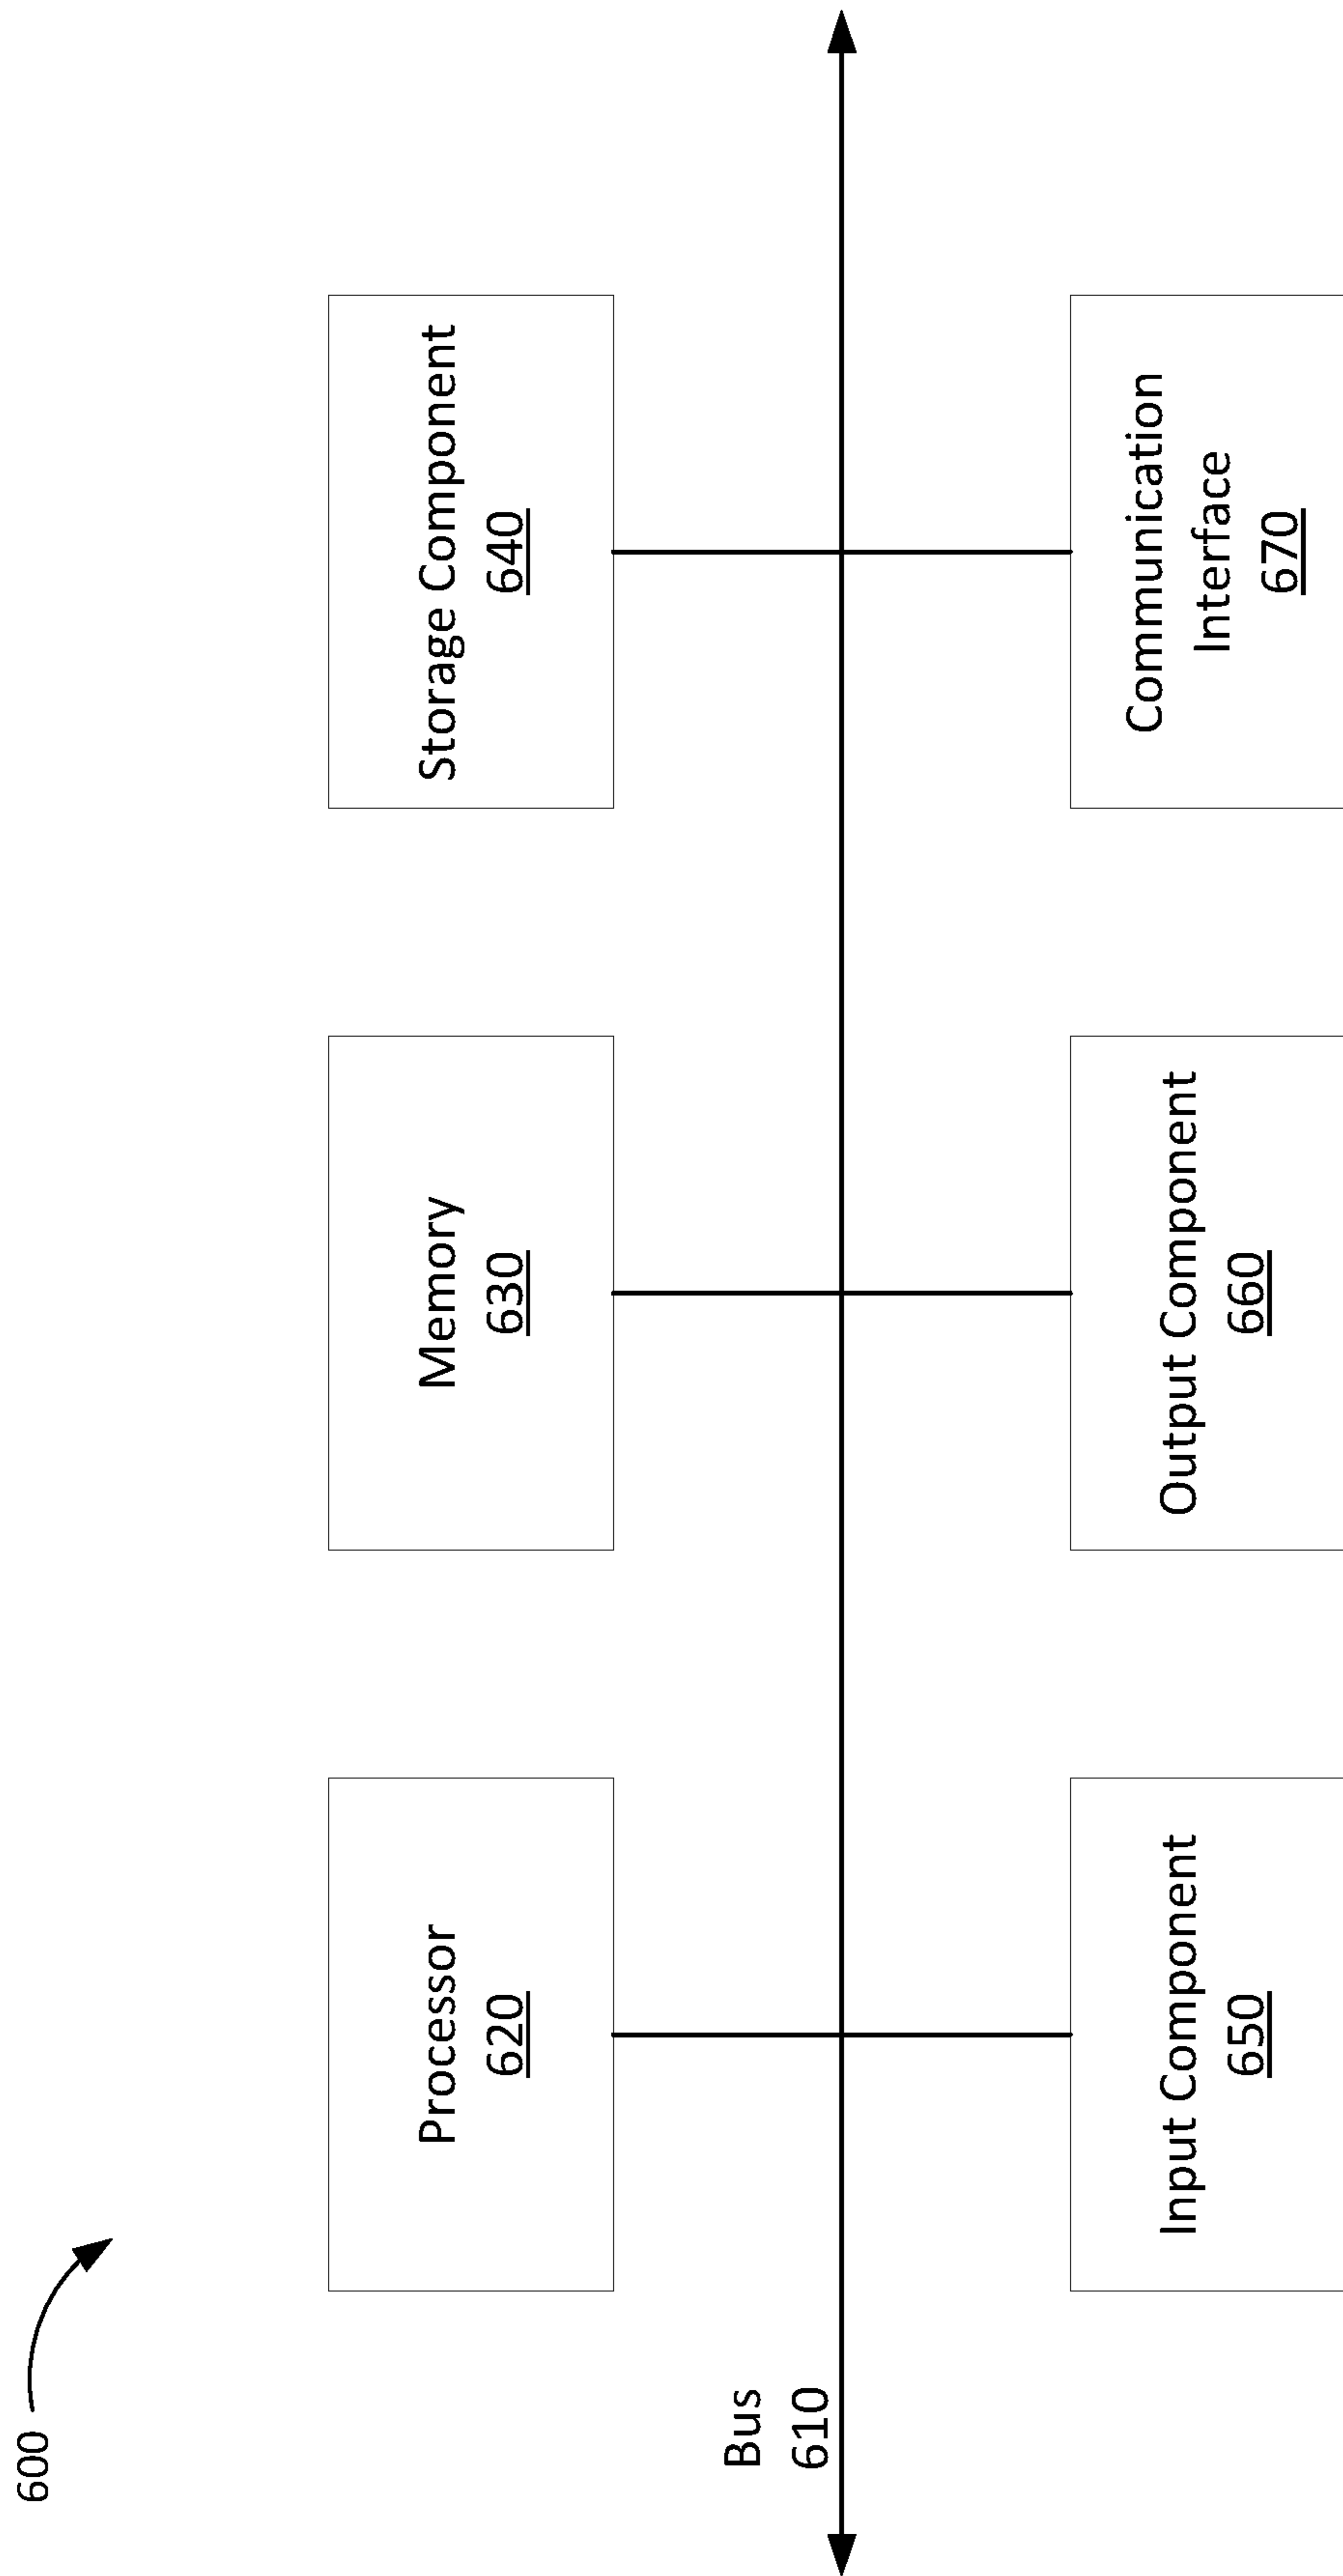 600
Processor
620
Memory
630
Storage Component
640
Bus
610
Input Component
650
Output Component
660
Communication
Interface
670